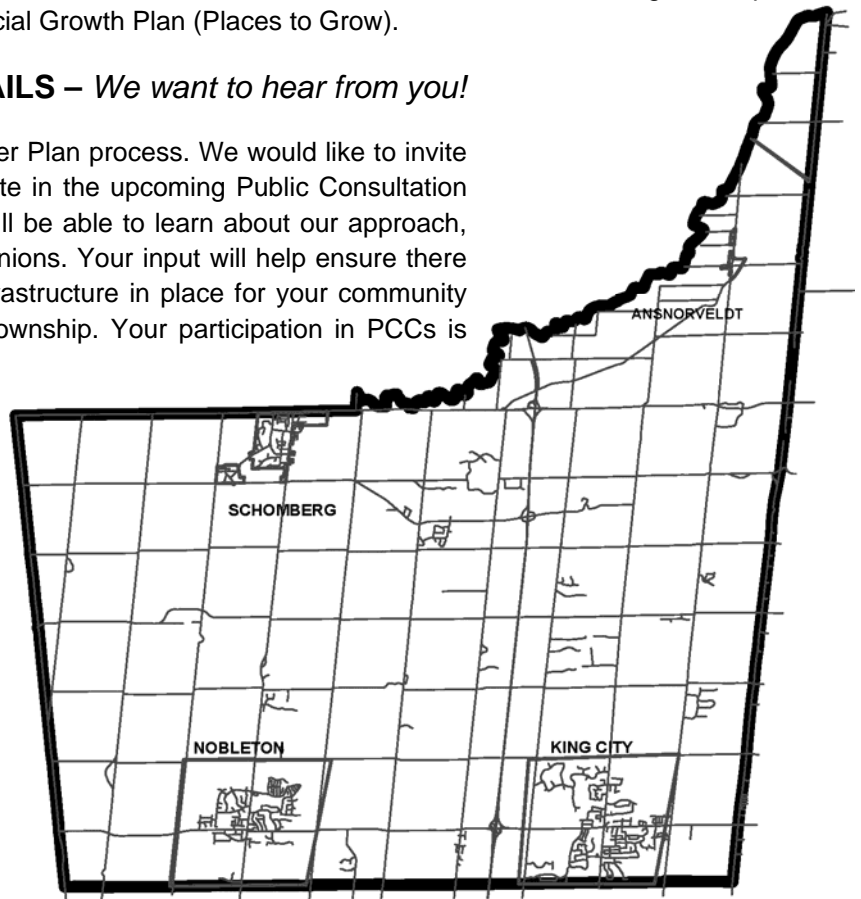 cial Growth Plan (Places to Grow).
AILS – We want to hear from you!
er Plan process. We would like to invite
te in the upcoming Public Consultation
ll be able to learn about our approach,
nions. Your input will help ensure there
rastructure in place for your community
ownship. Your participation in PCCs is
ANSNORVELDT
SCHOMBERG
NOBLETON
KING CITY